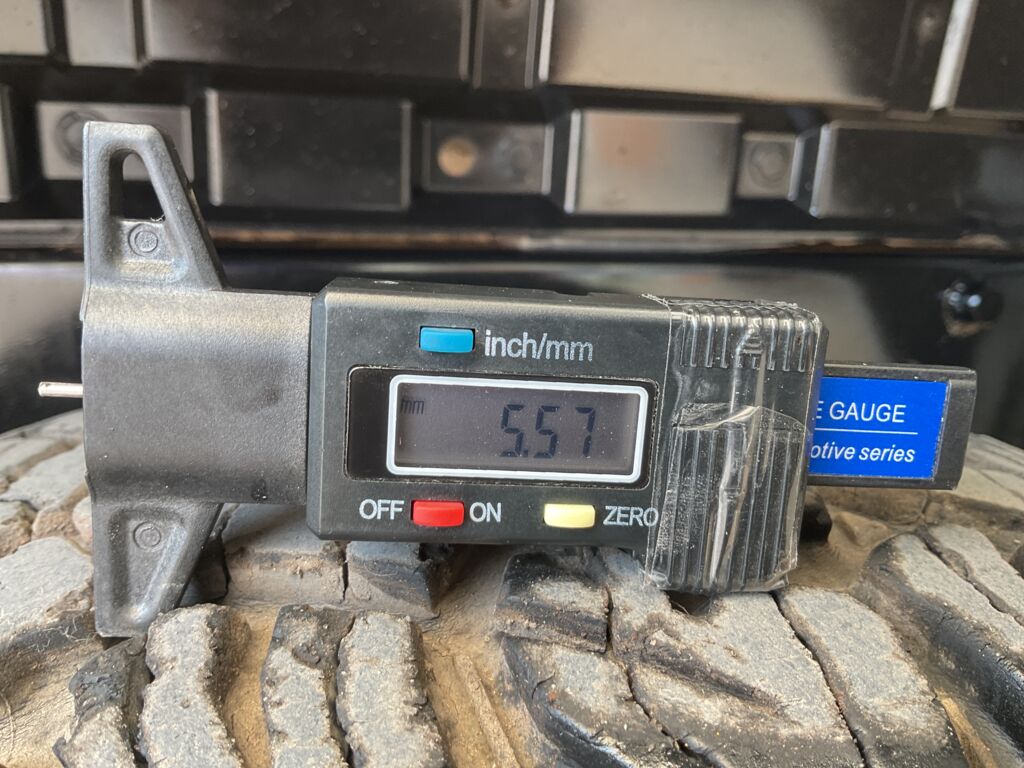 inch/mm
mm
5.57
OFF ON ZERO
E GAUGE
otive series